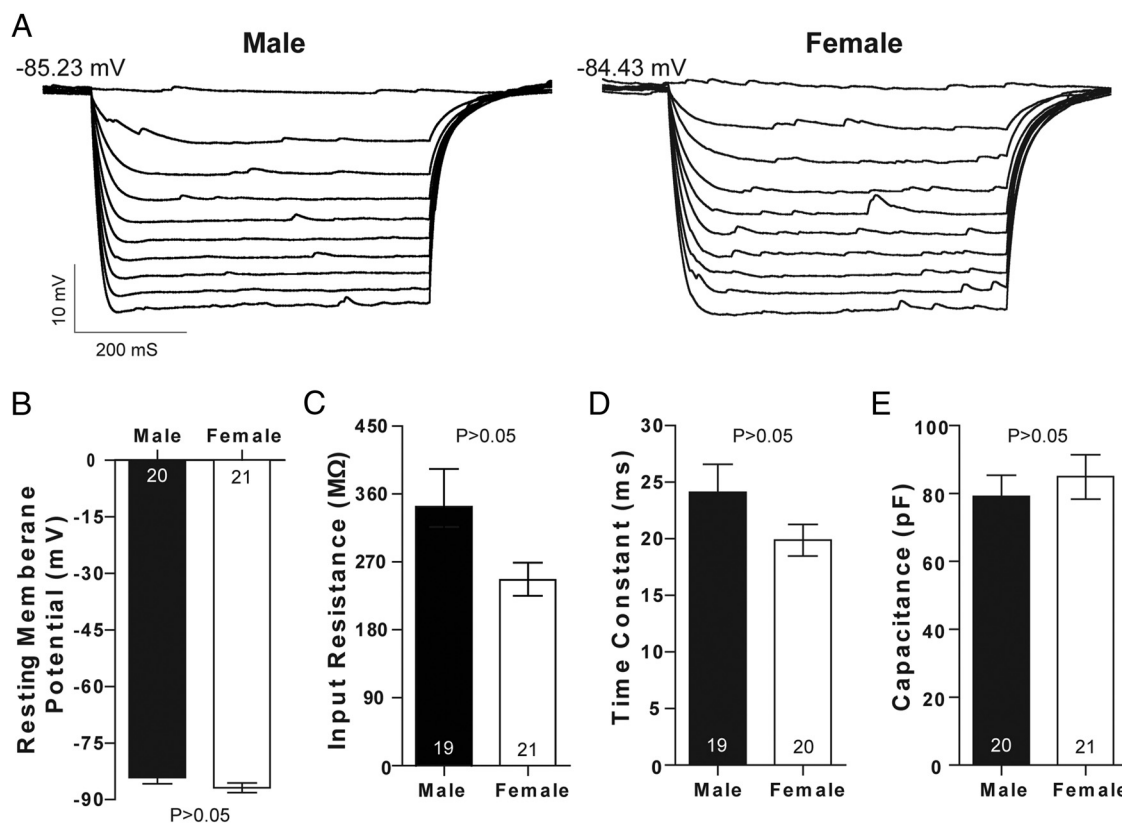 A
Male
Female
-85.23 mV
-84.43 mV
10 mV
200 mS
B
Male
Female
0
-15
-30
-45
-60
-75
-90
Resting Memberane
Potential (mV)
20
21
P>0.05
C
450
360
270
180
90
0
Input Resistance (MΩ)
P>0.05
19
21
Male
Female
D
30
25
20
15
10
5
0
Time Constant (ms)
P>0.05
19
20
Male
Female
E
100
80
60
40
20
0
Capacitance (pF)
P>0.05
20
21
Male
Female